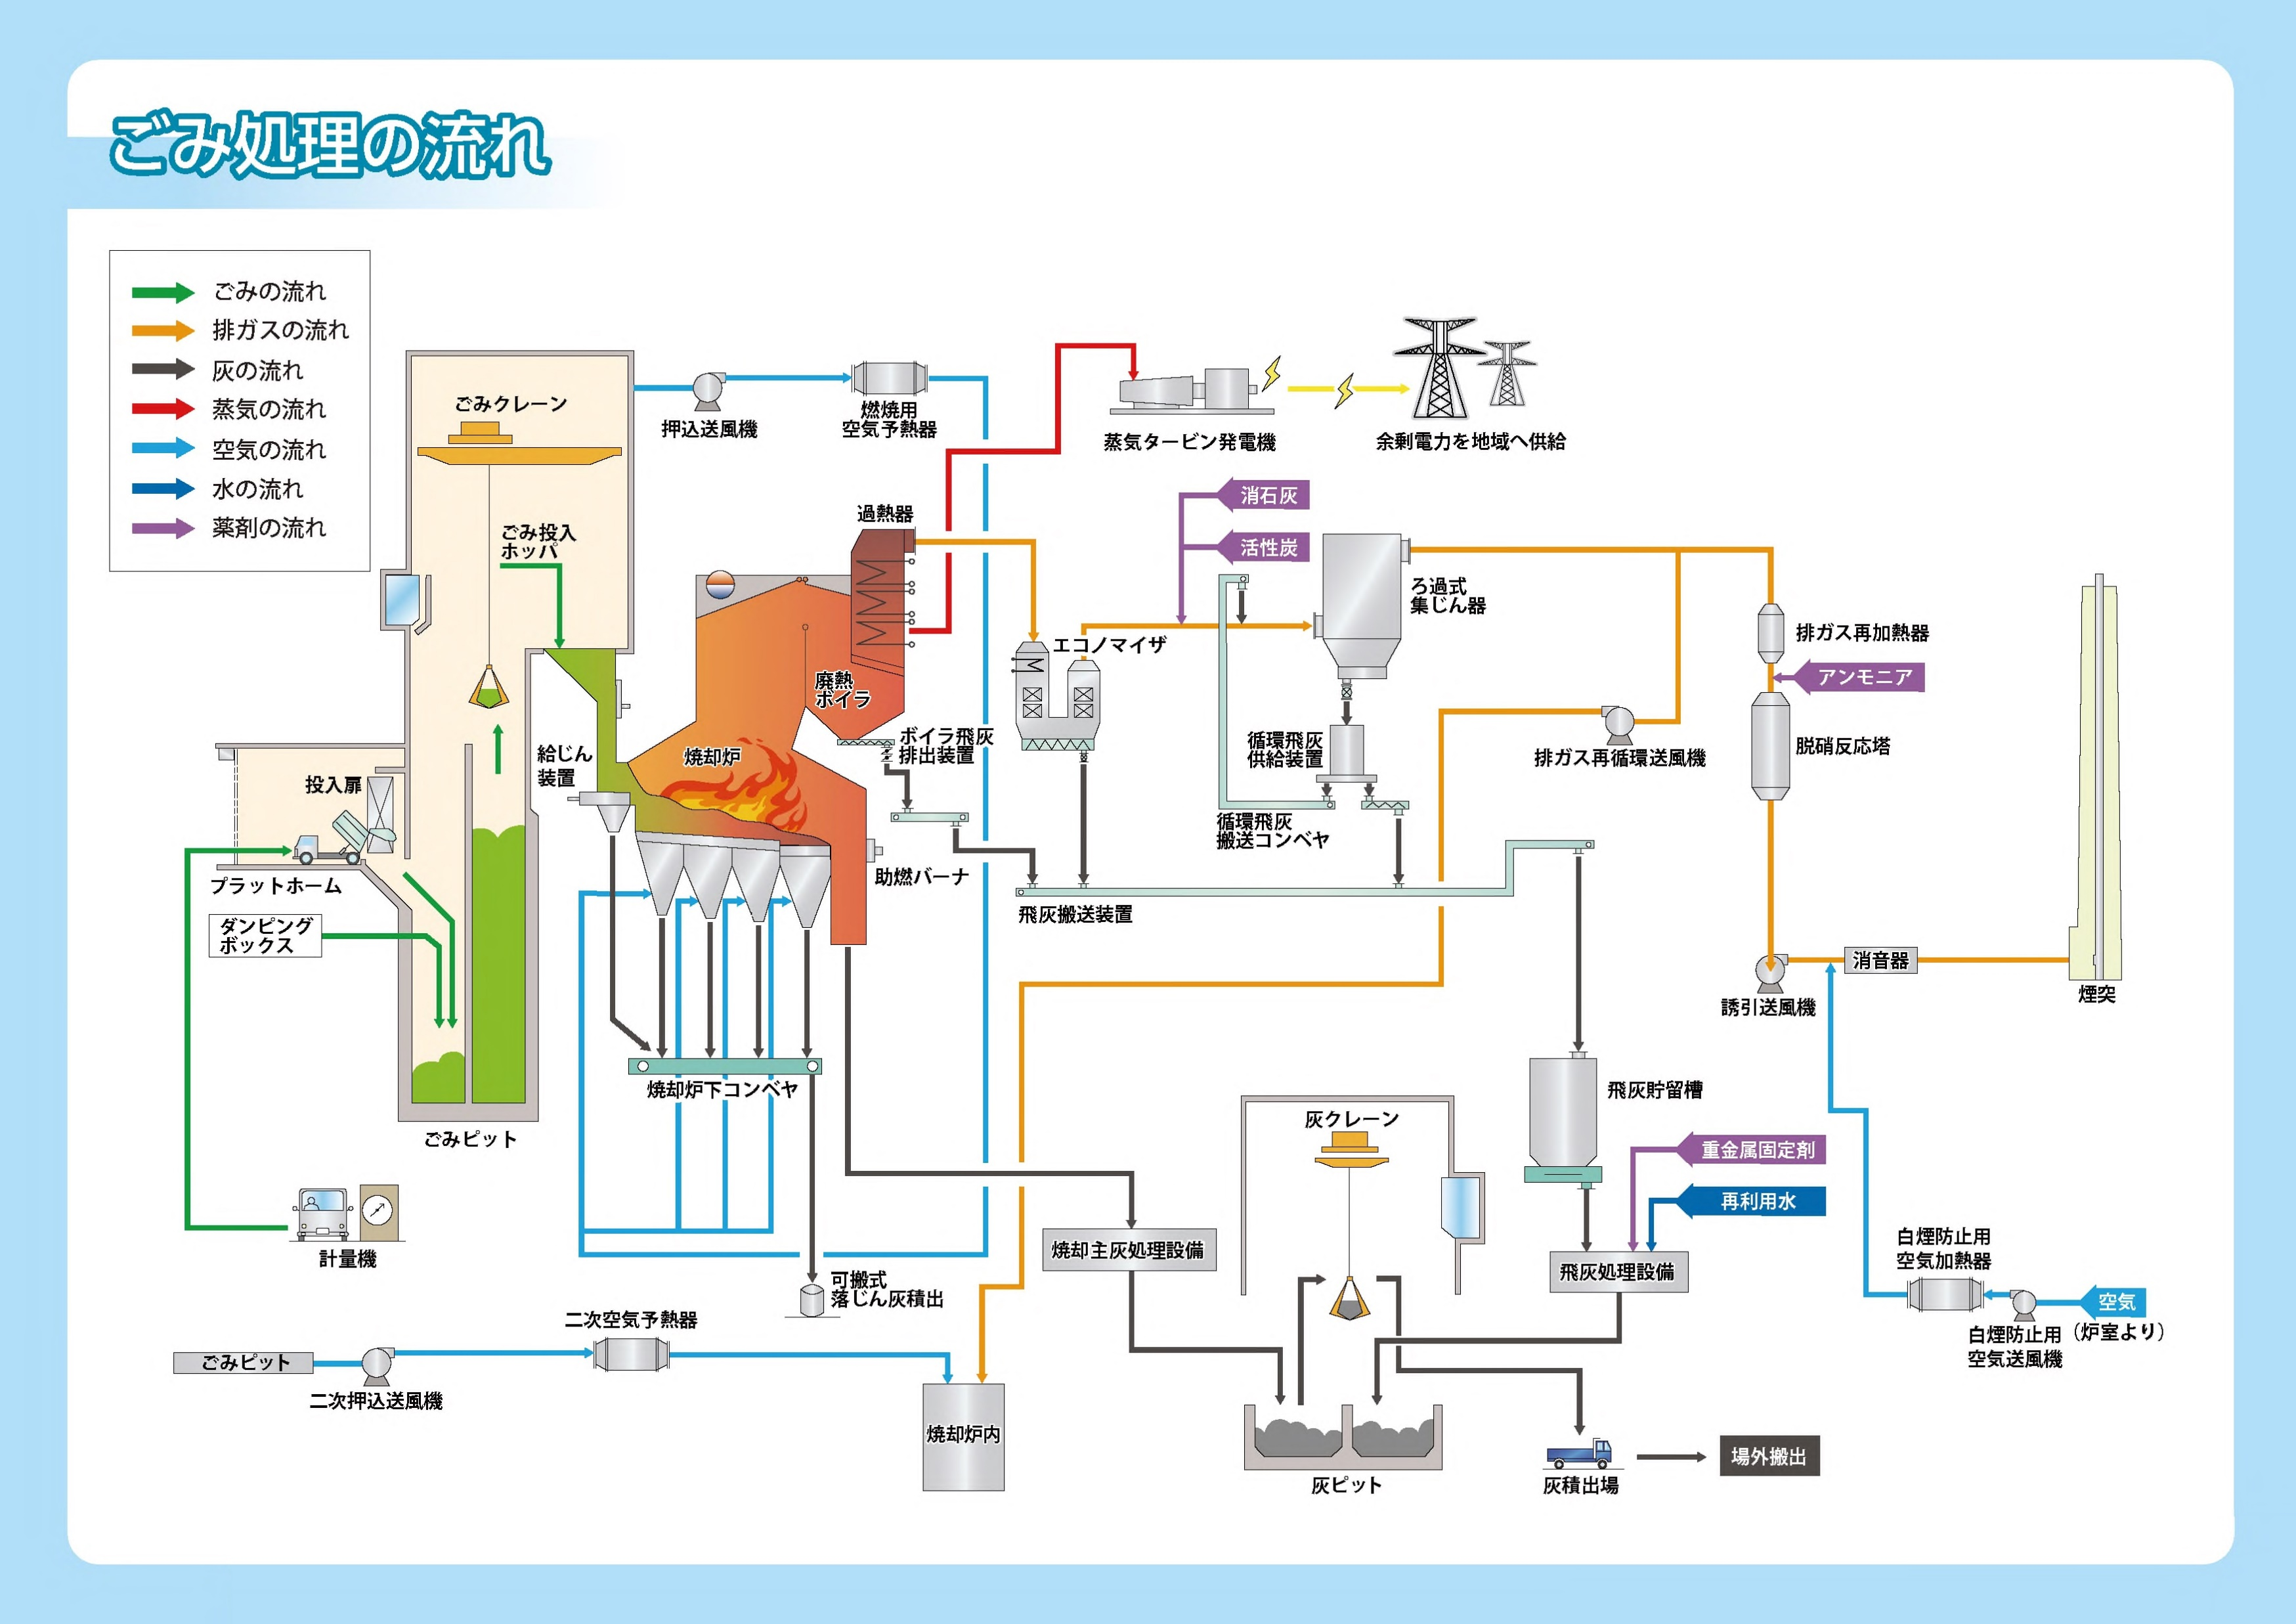 ごみ処理の流れ
ごみの流れ
排ガスの流れ
灰の流れ
蒸気の流れ
空気の流れ
水の流れ
薬剤の流れ
ごみクレーン
押込送風機
燃焼用
空気予熱器
蒸気タービン発電機
余剰電力を地域へ供給
ごみ投入
ホッパ
過熱器
消石灰
活性炭
ろ過式
集じん器
エコノマイザ
排ガス再加熱器
アンモニア
脱硝反応塔
廃熱
ボイラ
ボイラ飛灰
排出装置
循環飛灰
供給装置
排ガス再循環送風機
給じん
装置
焼却炉
投入扉
循環飛灰
搬送コンベヤ
助燃バーナ
プラットホーム
ダンピング
ボックス
飛灰搬送装置
消音器
誘引送風機
煙突
焼却炉下コンベヤ
ごみピット
飛灰貯留槽
灰クレーン
重金属固定剤
再利用水
計量機
焼却主灰処理設備
飛灰処理設備
白煙防止用
空気加熱器
空気
(炉室より)
白煙防止用
空気送風機
可搬式
落じん灰積出
二次空気予熱器
ごみピット
二次押込送風機
焼却炉内
灰ピット
灰積出場
場外搬出